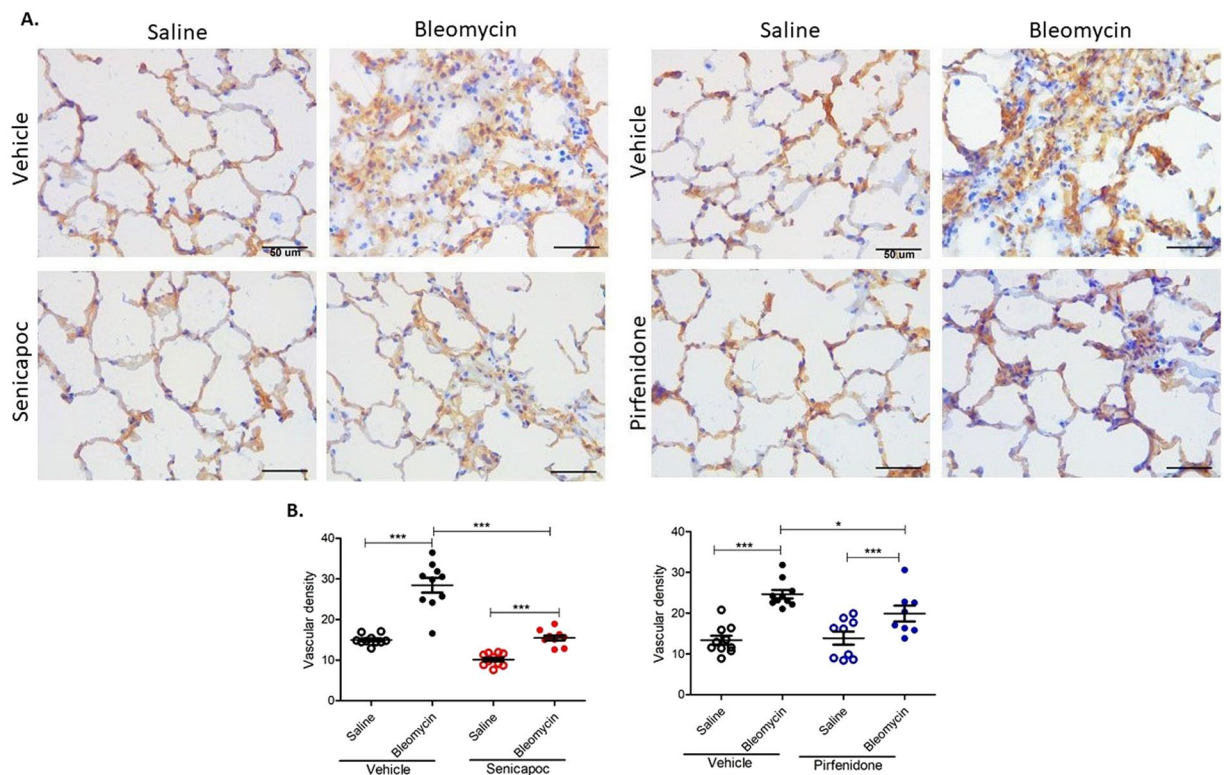 A.
Saline
Bleomycin
Saline
Bleomycin
Vehicle
50 um
Vehicle
50 um
Senicapoc
Pirfenidone
B.
Vascular density
40
30
20
10
0
***
***
***
Saline
Bleomycin
Saline
Bleomycin
Vehicle
Senicapoc
Vascular density
40
30
20
10
0
***
*
***
Saline
Bleomycin
Saline
Bleomycin
Vehicle
Pirfenidone